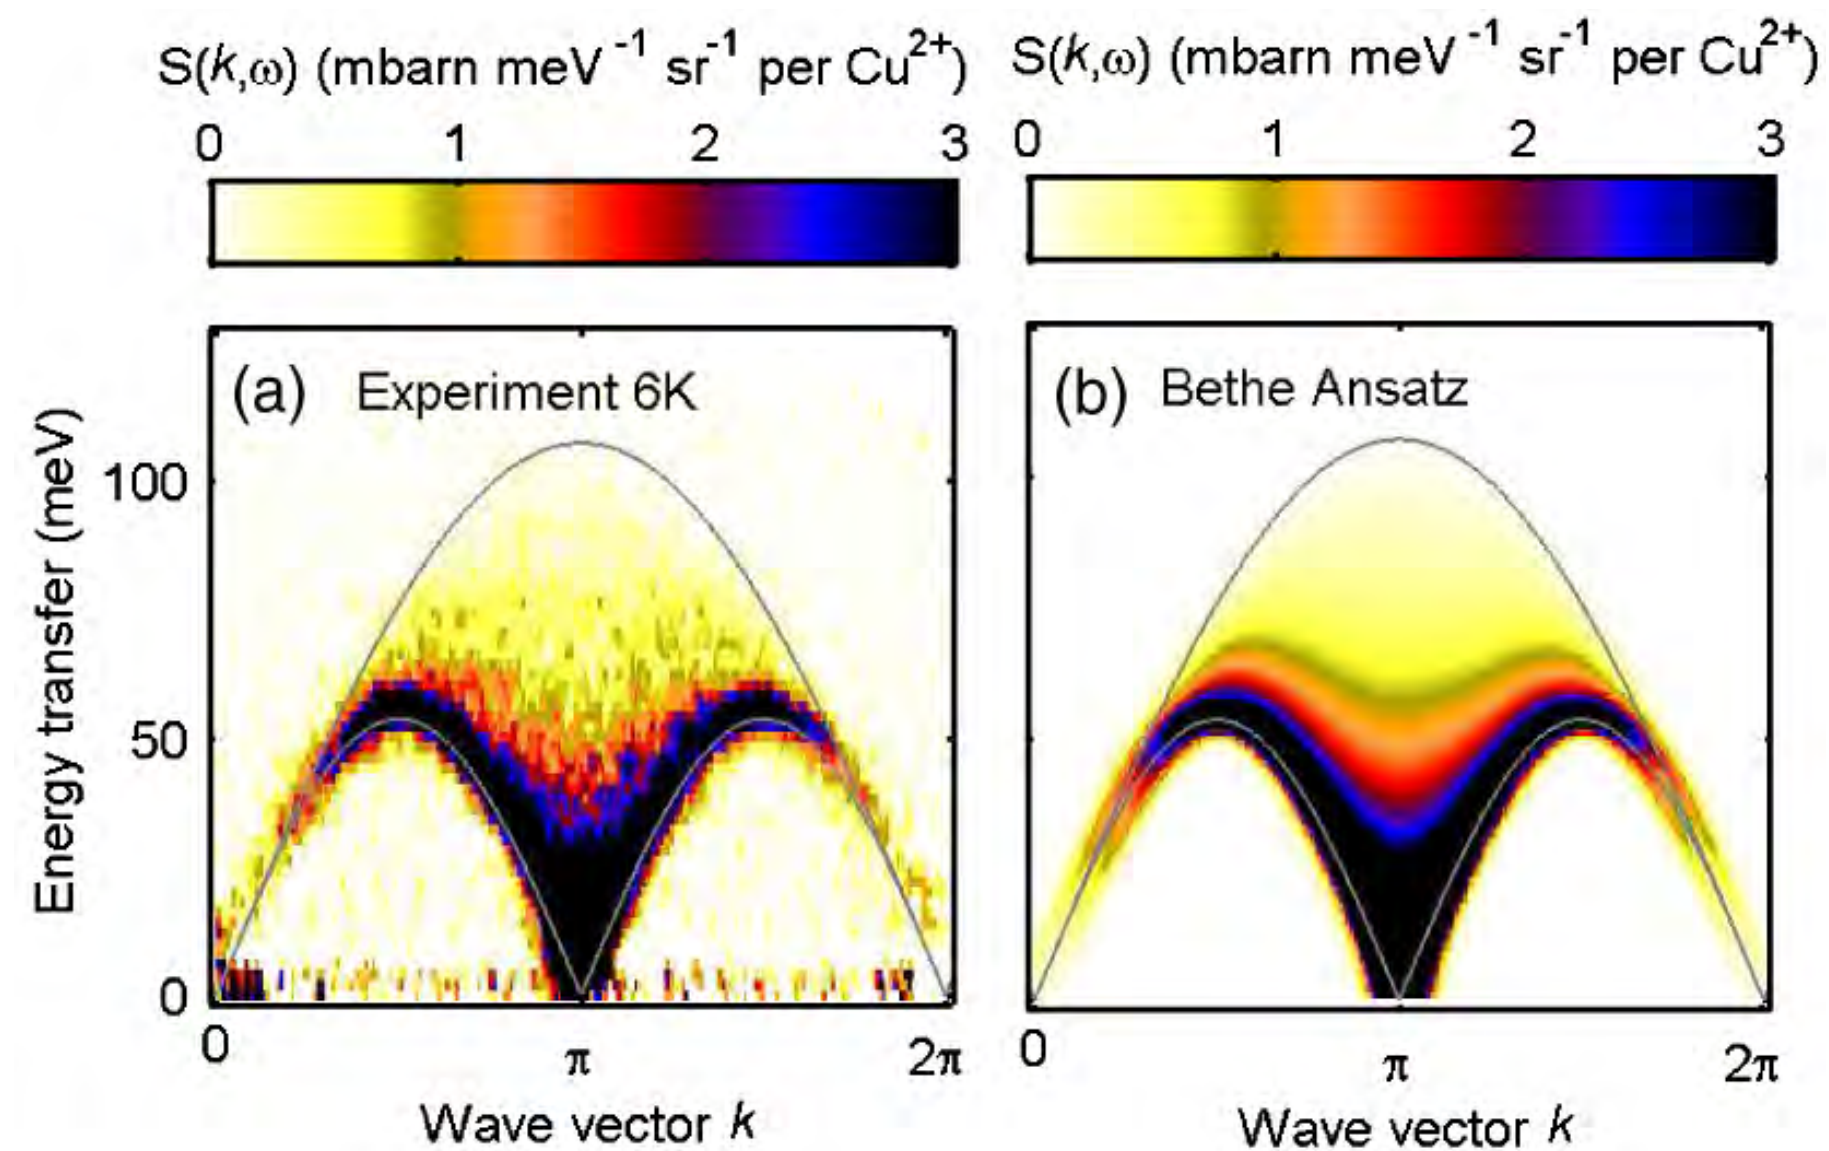 S(k,ω) (mbarn meV⁻¹ sr⁻¹ per Cu²⁺)
0 1 2 3
(a) Experiment 6K
Energy transfer (meV)
100
50
0
0 π 2π
Wave vector k
S(k,ω) (mbarn meV⁻¹ sr⁻¹ per Cu²⁺)
0 1 2 3
(b) Bethe Ansatz
0 π 2π
Wave vector k